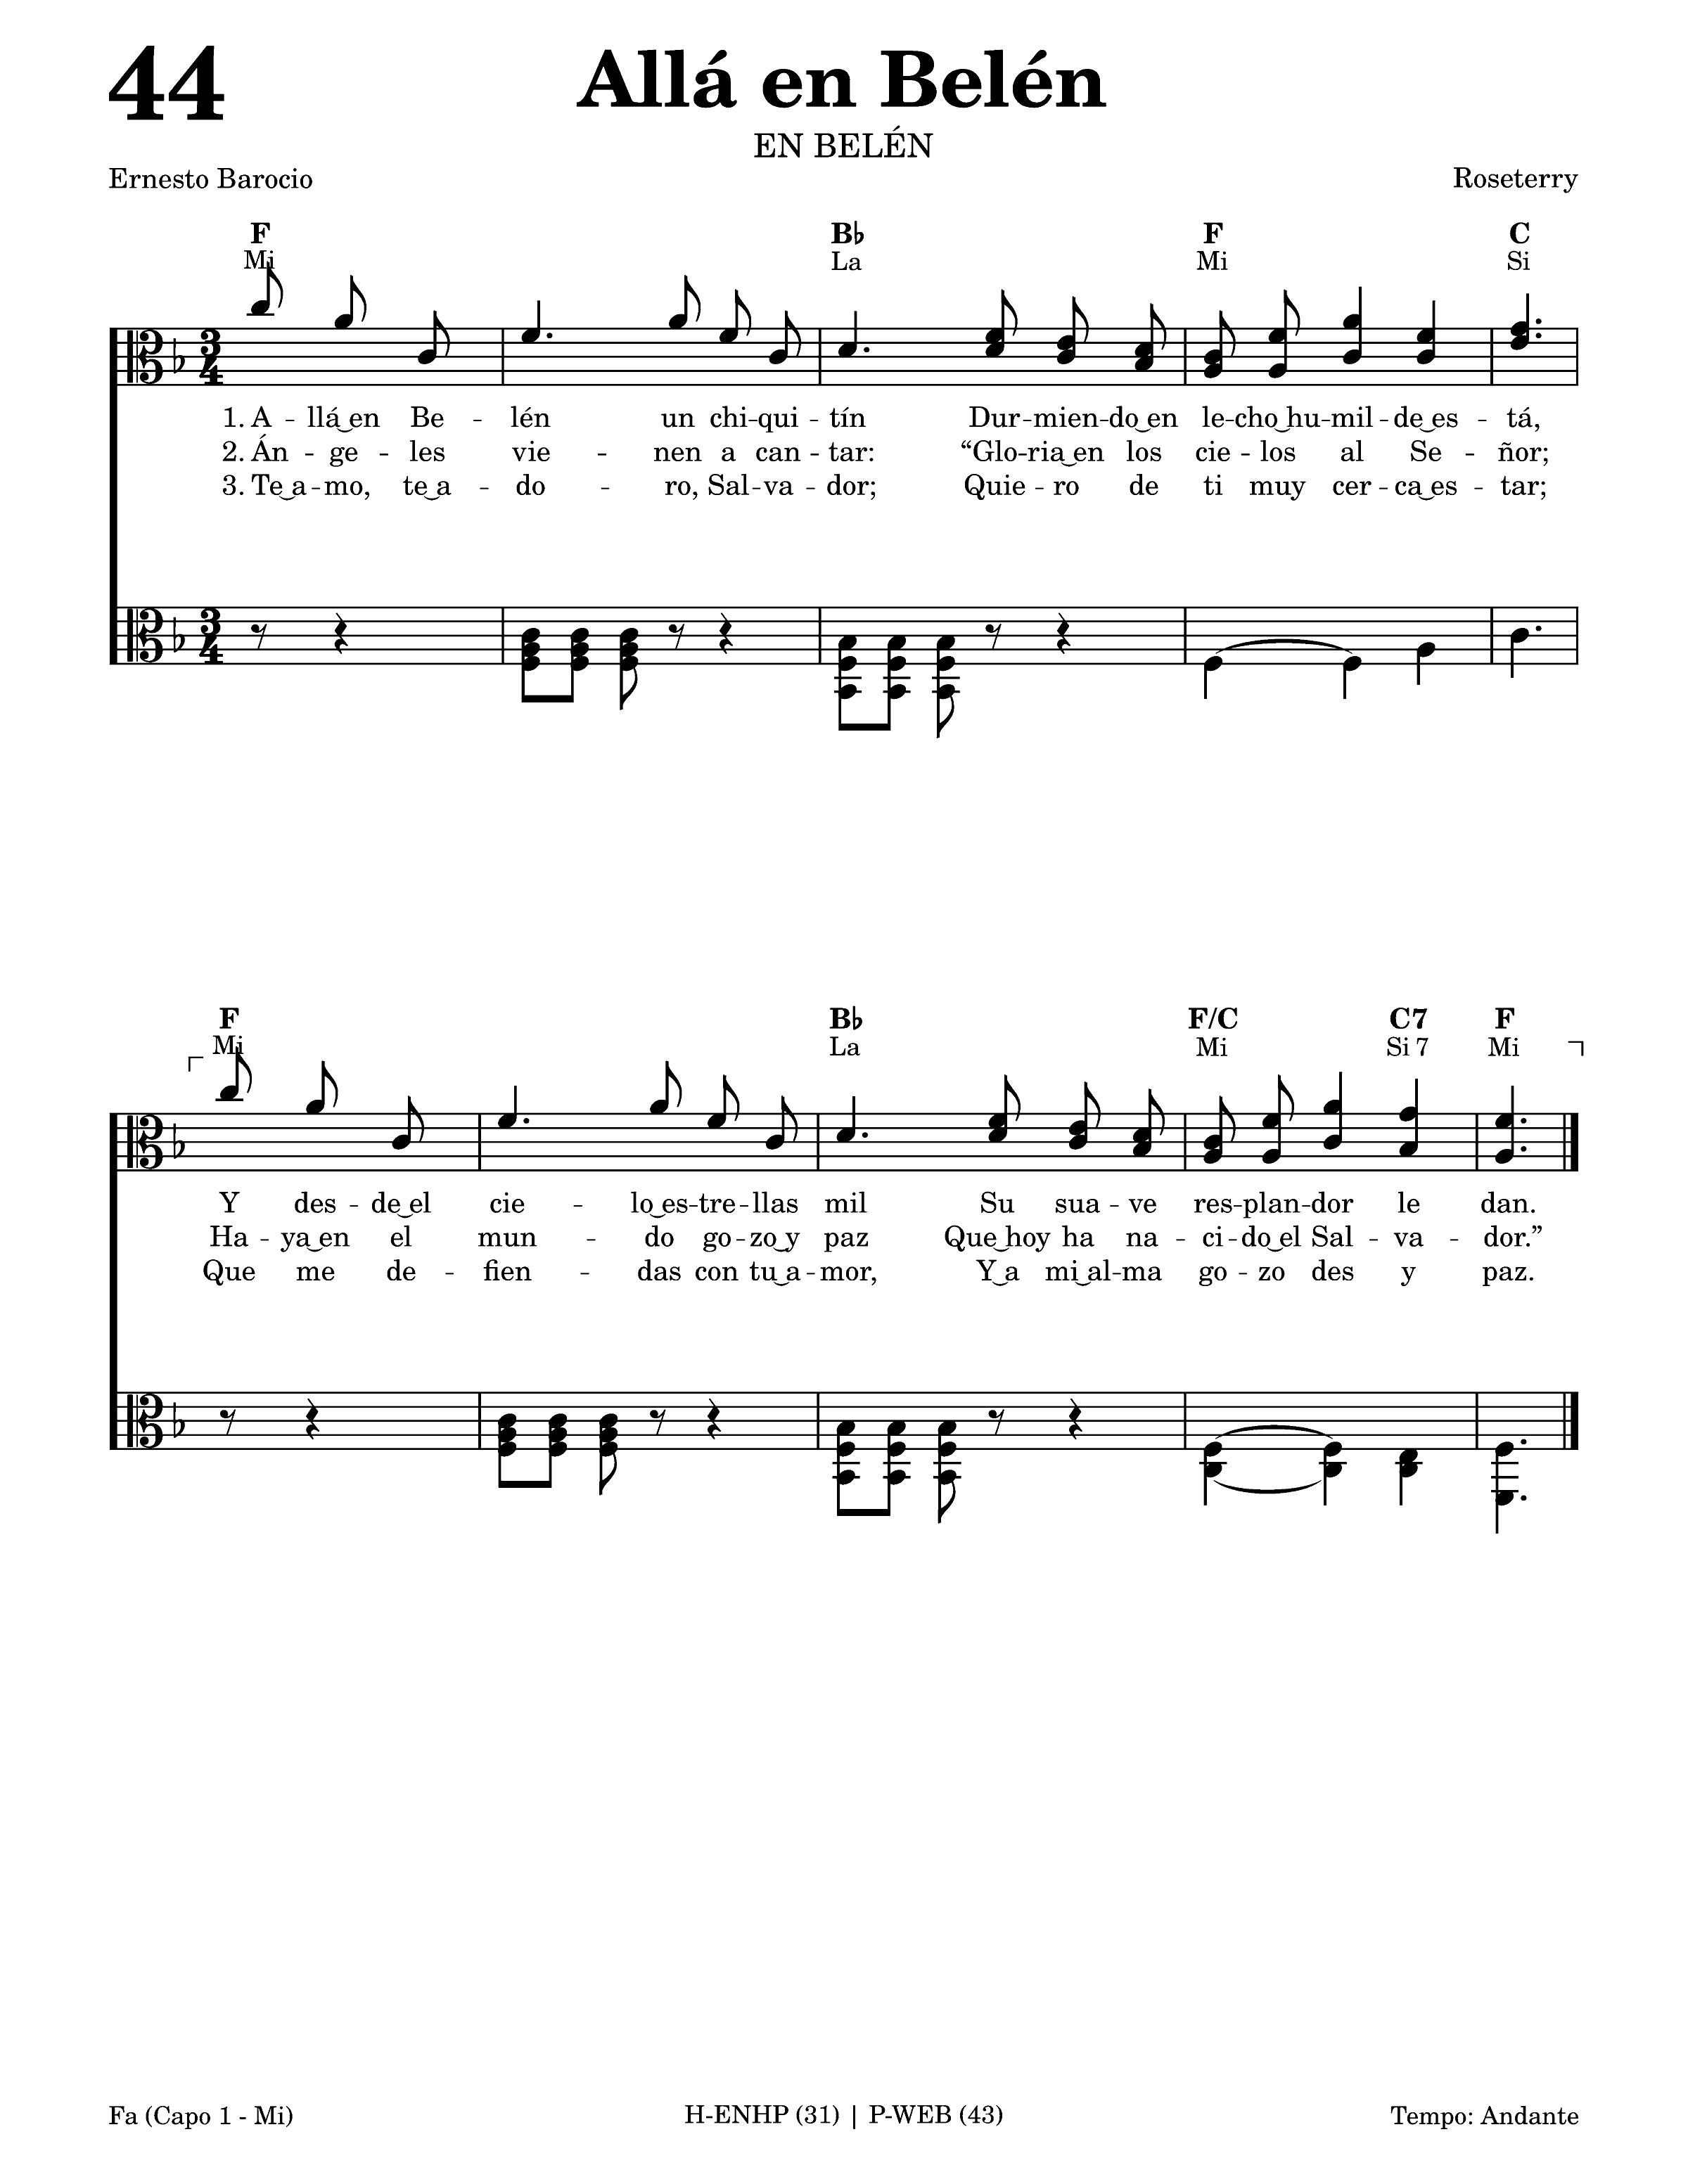 44
Allá en Belén
EN BELÉN
Ernesto Barocio
Roseterry
F B♭ F C
Mi La Mi Si
3/4
1. A - llá‿en Be - lén un chi - qui - tín Dur - mien - do‿en le - cho‿hu - mil - de‿es - tá,
2. Án - ge - les vie - nen a can - tar: “Glo - ria‿en los cie - los al Se - ñor;
3. Te‿a - mo, te‿a - do - ro, Sal - va - dor; Quie - ro de ti muy cer - ca‿es - tar;
3/4
F B♭ F/C C7 F
Mi La Mi Si 7 Mi
Y des - de‿el cie - lo‿es - tre - llas mil Su sua - ve res - plan - dor le dan.
Ha - ya‿en el mun - do go - zo‿y paz Que‿hoy ha na - ci - do‿el Sal - va - dor.”
Que me de - fien - das con tu‿a - mor, Y‿a mi‿al - ma go - zo des y paz.
Fa (Capo 1 - Mi)
H-ENHP (31) | P-WEB (43)
Tempo: Andante